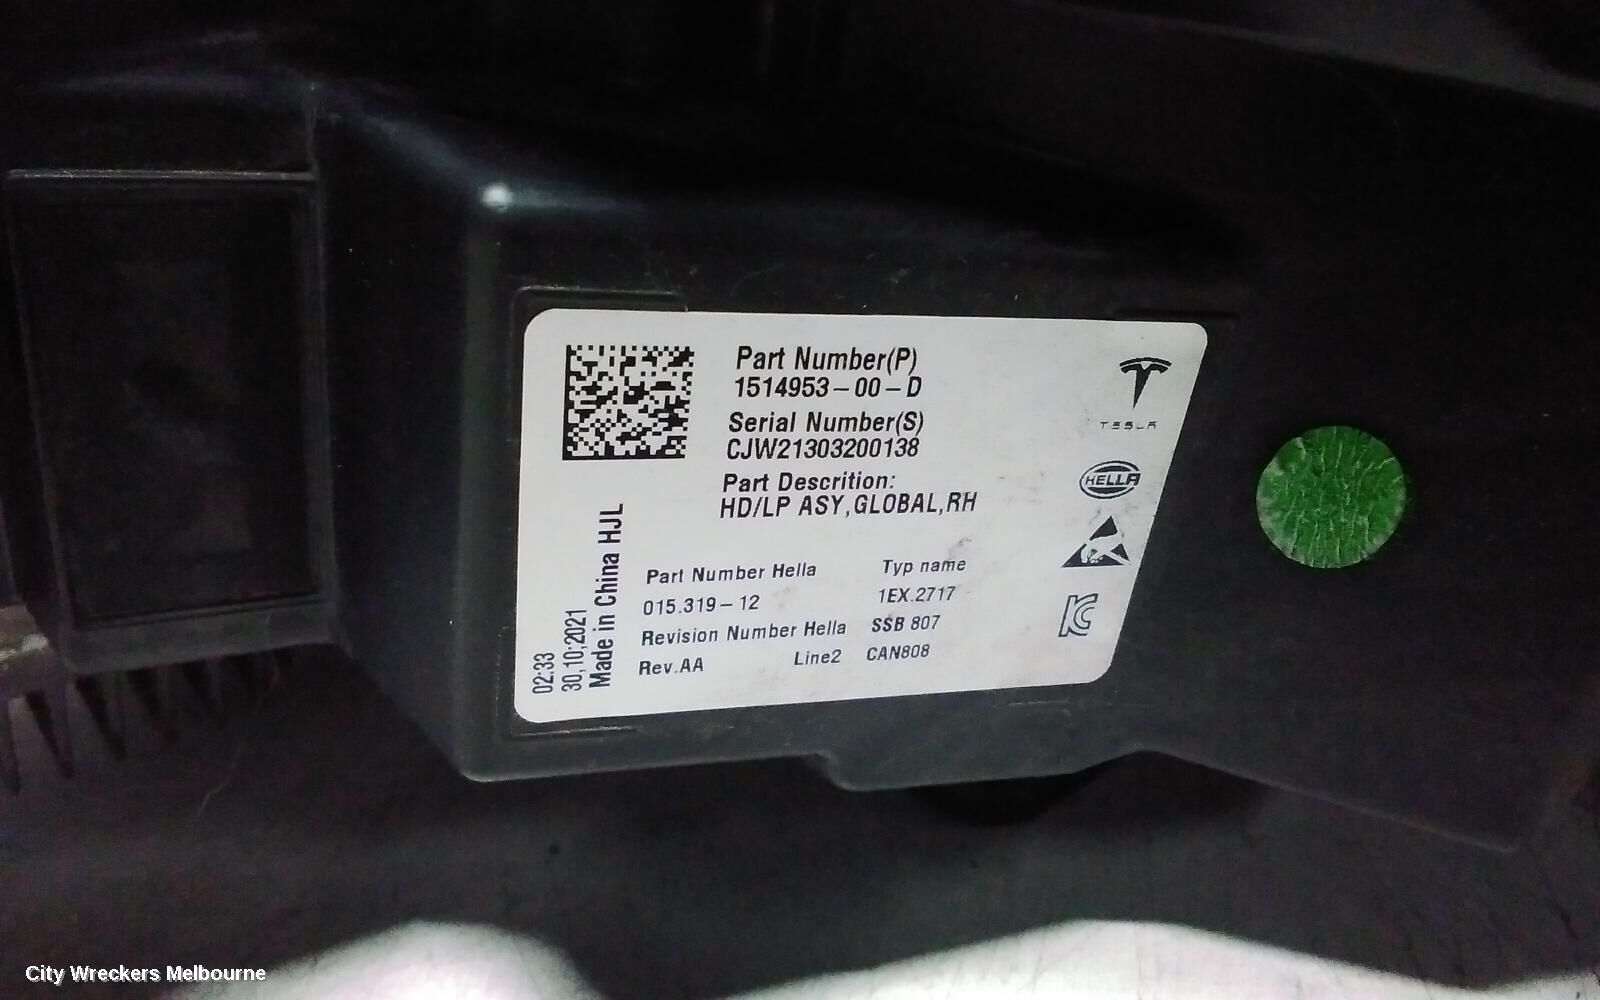 Part Number(P)
1514953-00-D
Serial Number(S)
CJW21303200138
Part Descrition:
HD/LP ASY,GLOBAL,RH
TESLA
HELLA
02:33
30,10;2021
Made in China HJL
Part Number Hella
015.319-12
Revision Number Hella
Rev.AA
Line2
Typ name
1EX.2717
SSB 807
CAN808
City Wreckers Melbourne